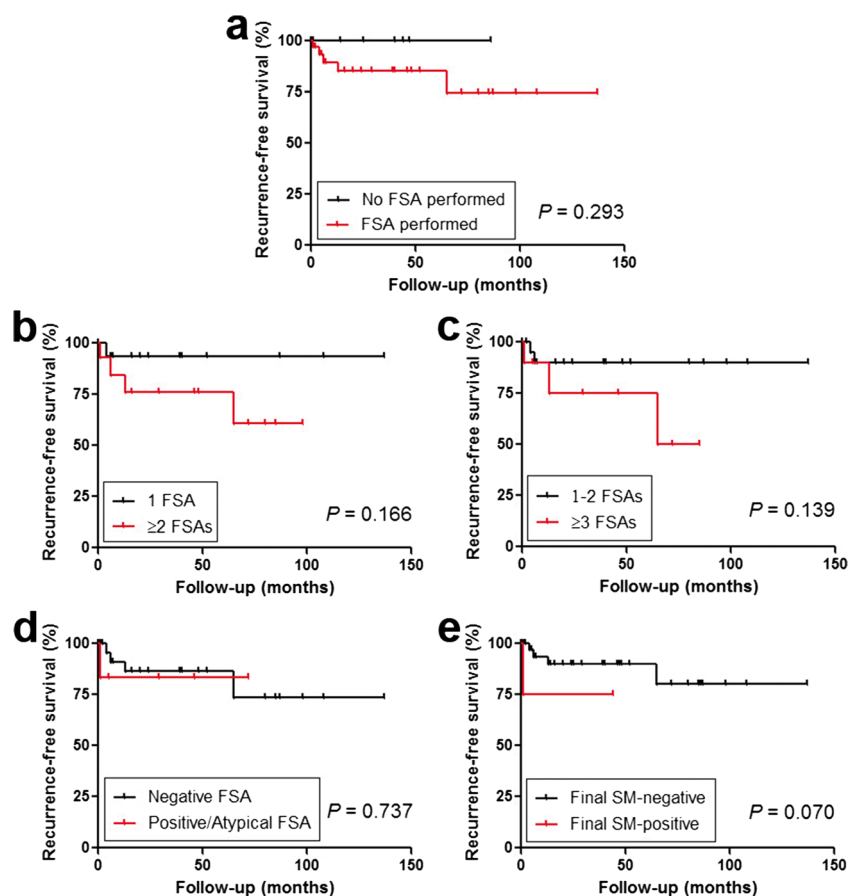 a
Recurrence-free survival (%)
100
75
50
25
0
No FSA performed
FSA performed
P = 0.293
0 50 100 150
Follow-up (months)
b
Recurrence-free survival (%)
100
75
50
25
0
1 FSA
≥2 FSAs
P = 0.166
0 50 100 150
Follow-up (months)
c
Recurrence-free survival (%)
100
75
50
25
0
1-2 FSAs
≥3 FSAs
P = 0.139
0 50 100 150
Follow-up (months)
d
Recurrence-free survival (%)
100
75
50
25
0
Negative FSA
Positive/Atypical FSA
P = 0.737
0 50 100 150
Follow-up (months)
e
Recurrence-free survival (%)
100
75
50
25
0
Final SM-negative
Final SM-positive
P = 0.070
0 50 100 150
Follow-up (months)